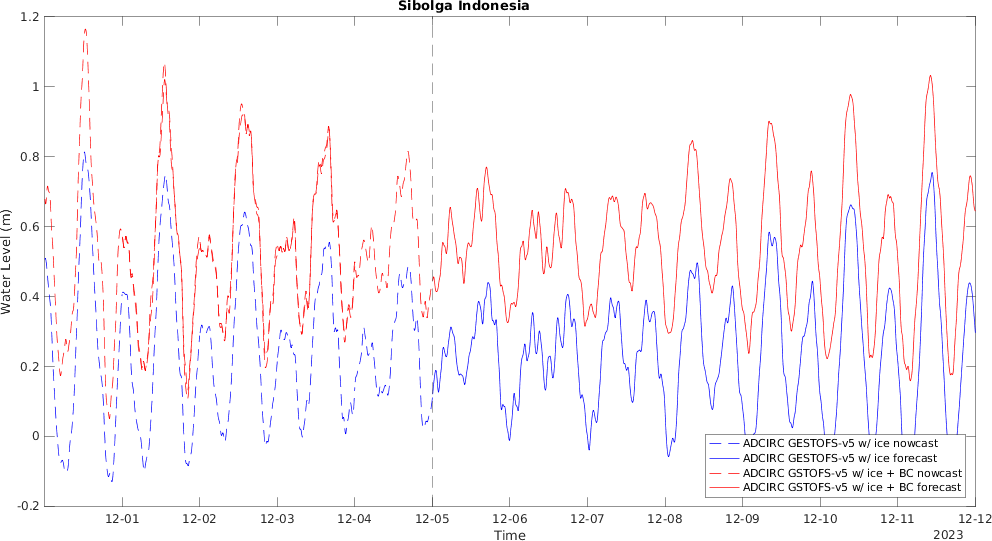 Sibolga Indonesia
1.2
1
0.8
0.6
0.4
0.2
0
-0.2
Water Level (m)
ADCIRC GESTOFS-v5 w/ ice nowcast
ADCIRC GESTOFS-v5 w/ ice forecast
ADCIRC GSTOFS-v5 w/ ice + BC nowcast
ADCIRC GSTOFS-v5 w/ ice + BC forecast
12-01 12-02 12-03 12-04 12-05 12-06 12-07 12-08 12-09 12-10 12-11 12-12
Time
2023